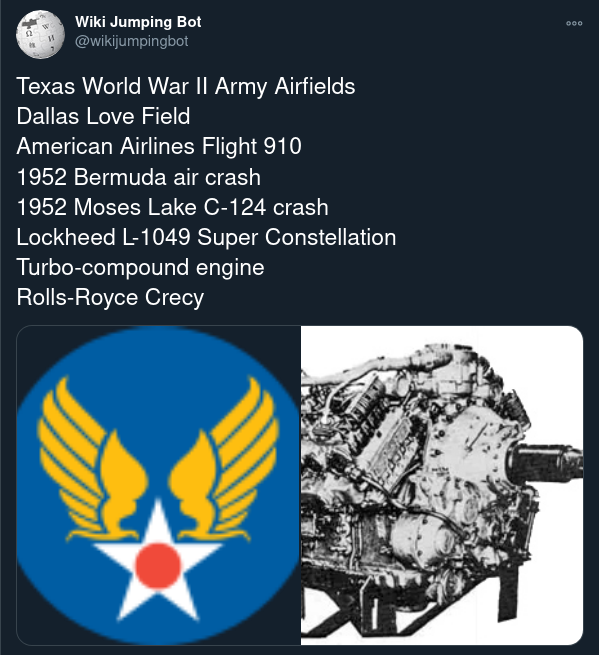 Wiki Jumping Bot
@wikijumpingbot
Texas World War II Army Airfields
Dallas Love Field
American Airlines Flight 910
1952 Bermuda air crash
1952 Moses Lake C-124 crash
Lockheed L-1049 Super Constellation
Turbo-compound engine
Rolls-Royce Crecy